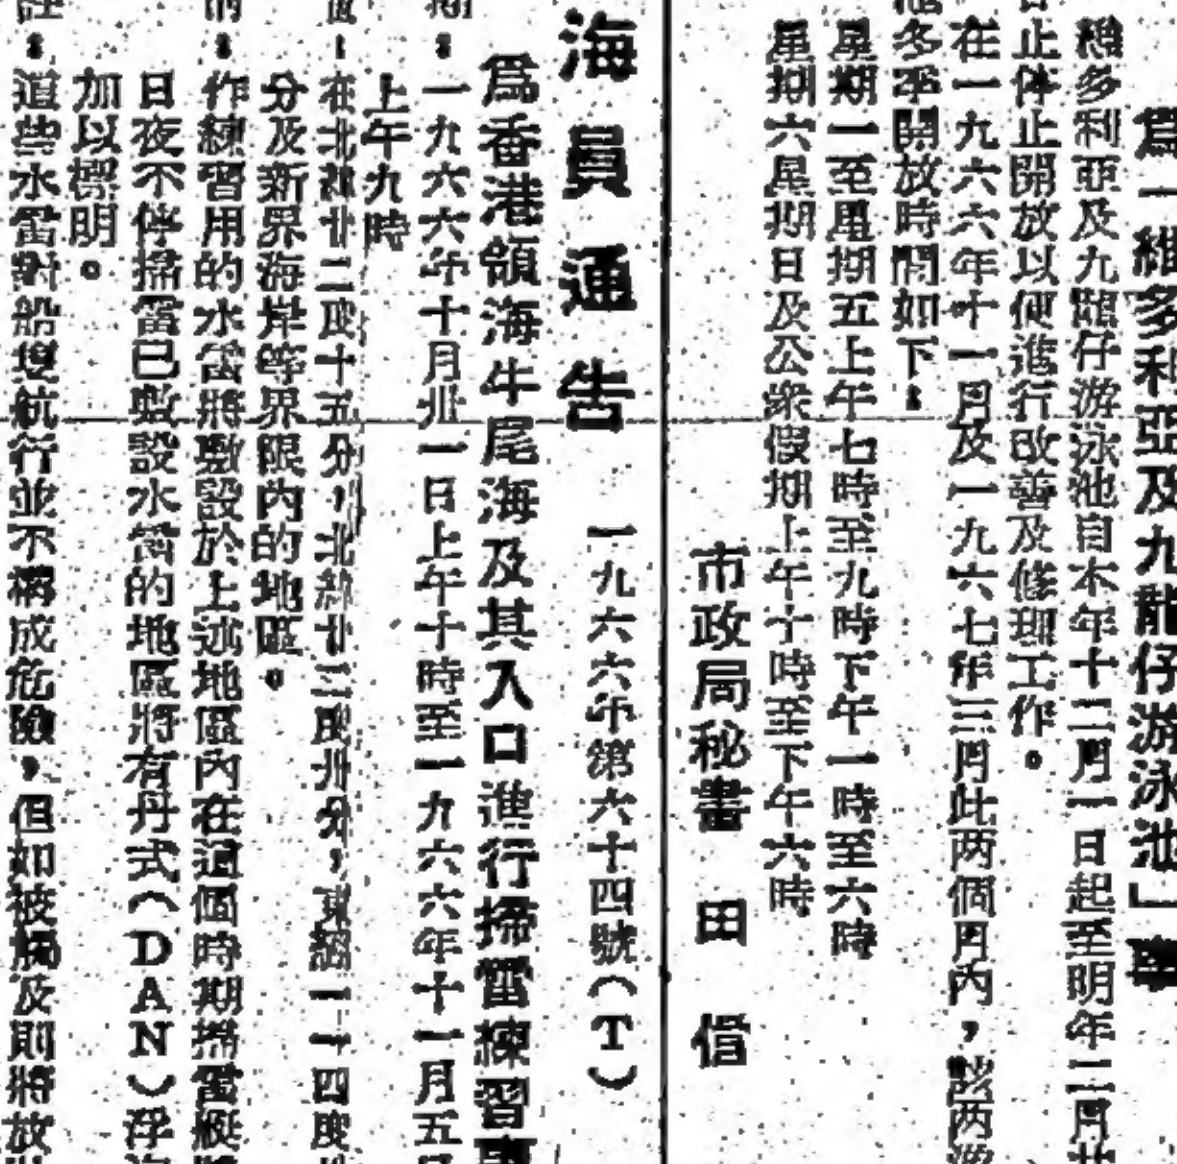 爲「維多利亞及九龍仔游泳池」事
維多利亞及九龍仔游泳池自本年十二月一日起至明年二月廿
日止停止開放以便進行改善及修理工作。
在一九六六年十一月及一九六七年三月此两個月內，該两游
池多季開放時間如下：
星期一至星期五上午七時至九時下午一時至六時
星期六星期日及公衆假期上午十時至下午六時
市政局秘書 田 信
海員通告 一九六六年第六十四號（T）
爲香港領海牛尾海及其入口進行掃雷練習事
期：一九六六年十月卅一日上午十時至一九六六年十一月五日
上午九時
在北緯廿二度十五分，北緯廿二度卅分，東經一一四度
分及新界海岸等界限內的地區。
：作練習用的水雷將敷設於上述地區內在這個時期掃雷艇將
日夜不停掃雷已敷設水雷的地區將有丹式（DAN）浮
加以標明。
註：這些水雷對船隻航行並不構成危險，但如被觸及則將放